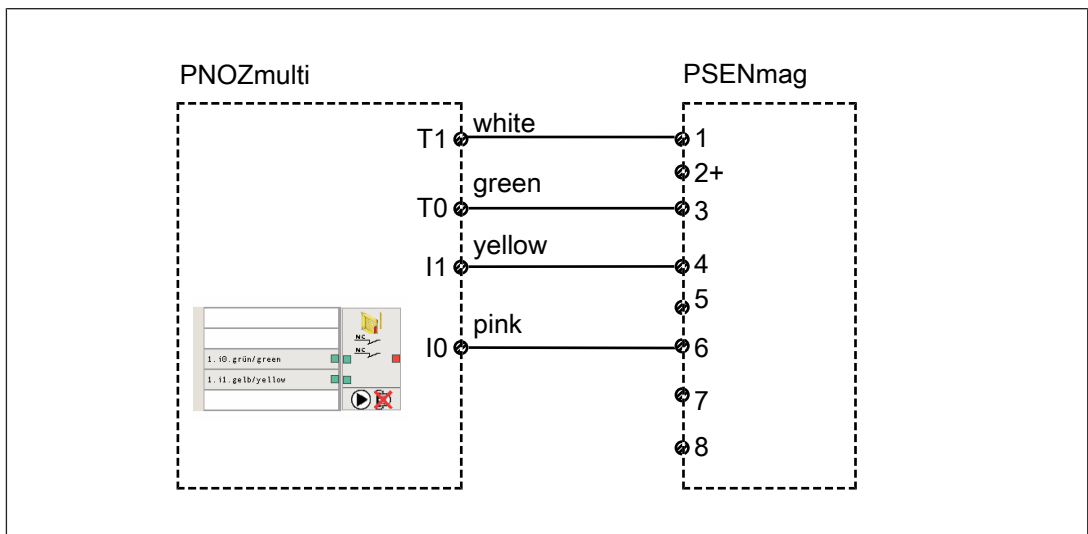 PNOZmulti
PSENmag
T1 white 1
2+
T0 green 3
I1 yellow 4
5
I0 pink 6
7
8
NC
NC
1.i0.grün/green
1.i1.gelb/yellow